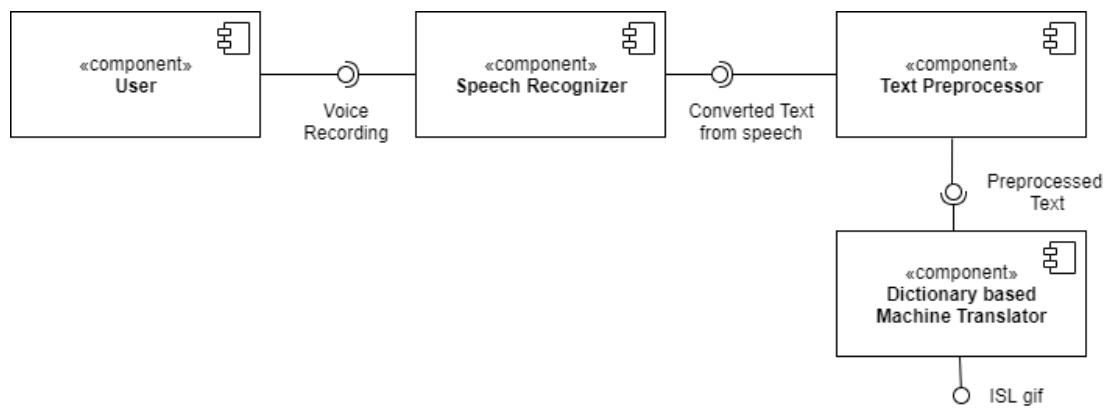 «component»
User
Voice
Recording
«component»
Speech Recognizer
Converted Text
from speech
«component»
Text Preprocessor
Preprocessed
Text
«component»
Dictionary based
Machine Translator
ISL gif